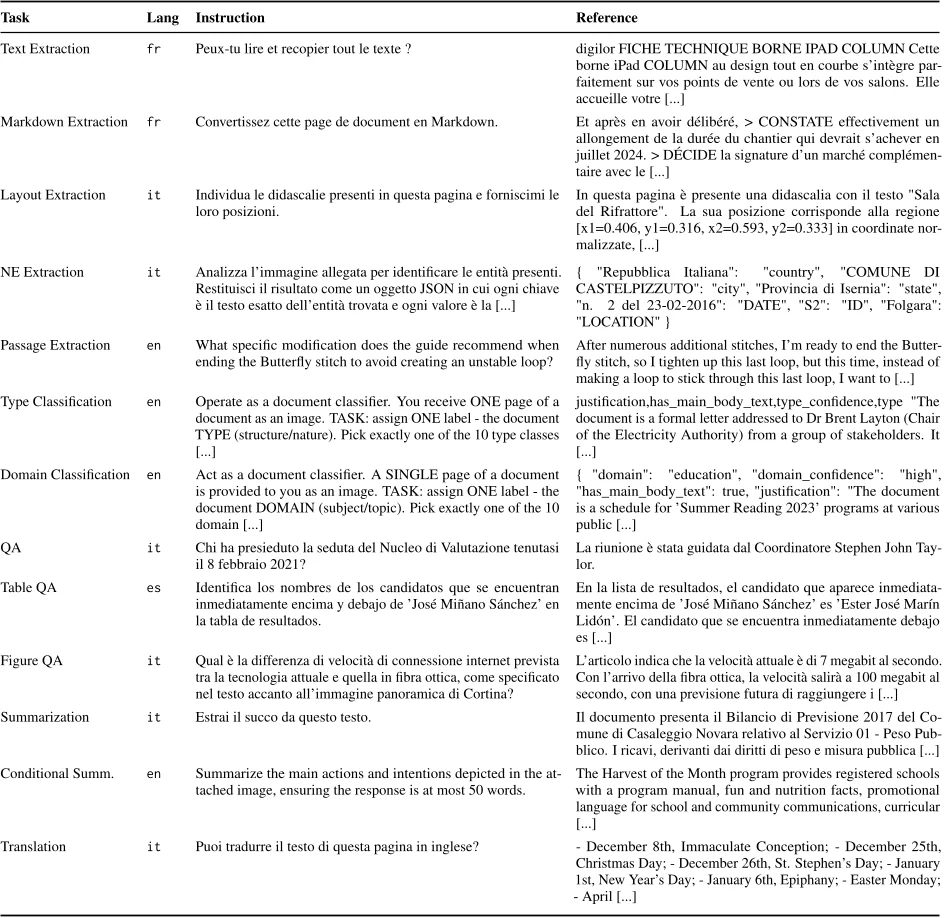 Task Lang Instruction Reference
Text Extraction fr Peux-tu lire et recopier tout le texte ? digilor FICHE TECHNIQUE BORNE IPAD COLUMN Cette
borne iPad COLUMN au design tout en courbe s'intègre par-
faitement sur vos points de vente ou lors de vos salons. Elle
accueille votre [...]
Markdown Extraction fr Convertissez cette page de document en Markdown. Et après en avoir délibéré, > CONSTATE effectivement un
allongement de la durée du chantier qui devrait s'achever en
juillet 2024. > DÉCIDE la signature d'un marché complémen-
taire avec le [...]
Layout Extraction it Individua le didascalie presenti in questa pagina e forniscimi le In questa pagina è presente una didascalia con il testo "Sala
loro posizioni. del Rifrattore". La sua posizione corrisponde alla regione
[x1=0.406, y1=0.316, x2=0.593, y2=0.333] in coordinate nor-
malizzate, [...]
NE Extraction it Analizza l'immagine allegata per identificare le entità presenti. { "Repubblica Italiana": "country", "COMUNE DI
Restituisci il risultato come un oggetto JSON in cui ogni chiave CASTELPIZZUTO": "city", "Provincia di Isernia": "state",
è il testo esatto dell'entità trovata e ogni valore è la [...] "n. 2 del 23-02-2016": "DATE", "S2": "ID", "Folgara":
"LOCATION" }
Passage Extraction en What specific modification does the guide recommend when After numerous additional stitches, I'm ready to end the Butter-
ending the Butterfly stitch to avoid creating an unstable loop? fly stitch, so I tighten up this last loop, but this time, instead of
making a loop to stick through this last loop, I want to [...]
Type Classification en Operate as a document classifier. You receive ONE page of a justification,has_main_body_text,type_confidence,type "The
document as an image. TASK: assign ONE label - the document document is a formal letter addressed to Dr Brent Layton (Chair
TYPE (structure/nature). Pick exactly one of the 10 type classes of the Electricity Authority) from a group of stakeholders. It
[...] [...]
Domain Classification en Act as a document classifier. A SINGLE page of a document { "domain": "education", "domain_confidence": "high",
is provided to you as an image. TASK: assign ONE label - the "has_main_body_text": true, "justification": "The document
document DOMAIN (subject/topic). Pick exactly one of the 10 is a schedule for 'Summer Reading 2023' programs at various
domain [...] public [...]
QA it Chi ha presieduto la seduta del Nucleo di Valutazione tenutasi La riunione è stata guidata dal Coordinatore Stephen John Tay-
il 8 febbraio 2021? lor.
Table QA es Identifica los nombres de los candidatos que se encuentran En la lista de resultados, el candidato que aparece inmediata-
inmediatamente encima y debajo de 'José Miñano Sánchez' en mente encima de 'José Miñano Sánchez' es 'Ester José Marín
la tabla de resultados. Lidón'. El candidato que se encuentra inmediatamente debajo
es [...]
Figure QA it Qual è la differenza di velocità di connessione internet prevista L'articolo indica che la velocità attuale è di 7 megabit al secondo.
tra la tecnologia attuale e quella in fibra ottica, come specificato Con l'arrivo della fibra ottica, la velocità salirà a 100 megabit al
nel testo accanto all'immagine panoramica di Cortina? secondo, con una previsione futura di raggiungere i [...]
Summarization it Estrai il succo da questo testo. Il documento presenta il Bilancio di Previsione 2017 del Co-
mune di Casaleggio Novara relativo al Servizio 01 - Peso Pub-
blico. I ricavi, derivanti dai diritti di peso e misura pubblica [...]
Conditional Summ. en Summarize the main actions and intentions depicted in the at- The Harvest of the Month program provides registered schools
tached image, ensuring the response is at most 50 words. with a program manual, fun and nutrition facts, promotional
language for school and community communications, curricular
[...]
Translation it Puoi tradurre il testo di questa pagina in inglese? - December 8th, Immaculate Conception; - December 25th,
Christmas Day; - December 26th, St. Stephen's Day; - January
1st, New Year's Day; - January 6th, Epiphany; - Easter Monday;
- April [...]